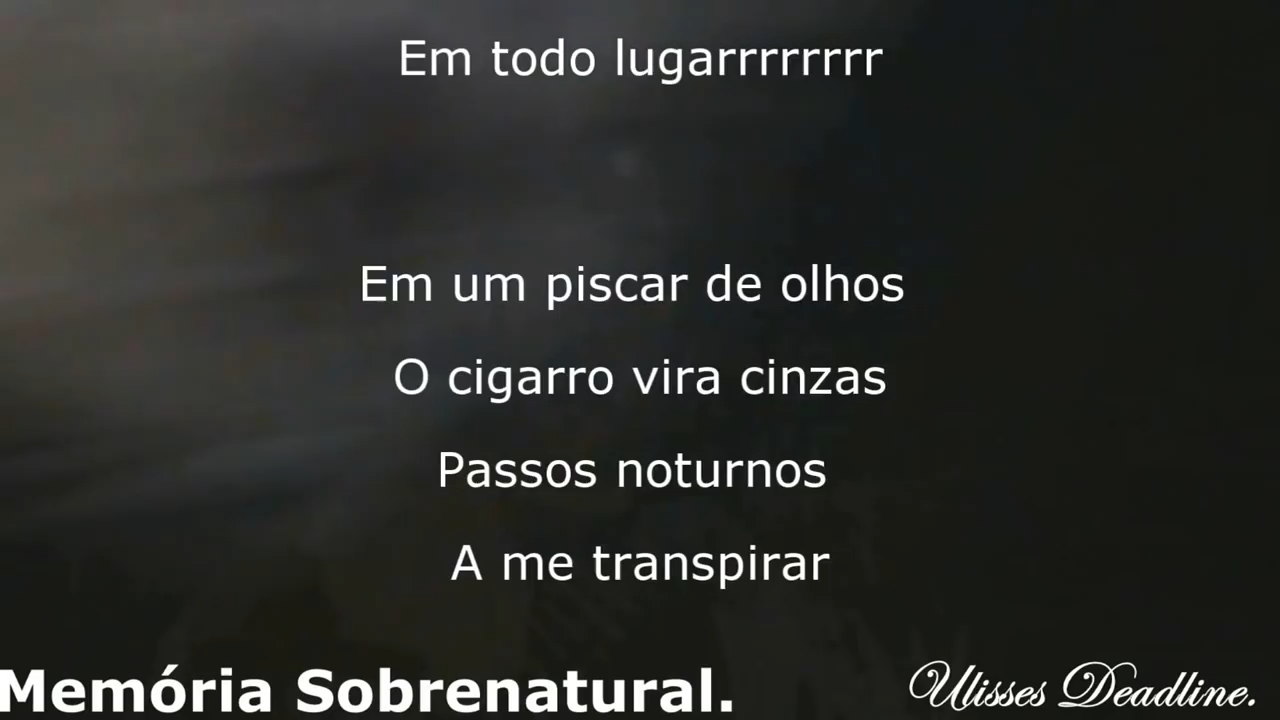 Em todo lugarrrrrrrr
Em um piscar de olhos
O cigarro vira cinzas
Passos noturnos
A me transpirar
Memória Sobrenatural.
Ulisses Deadline.